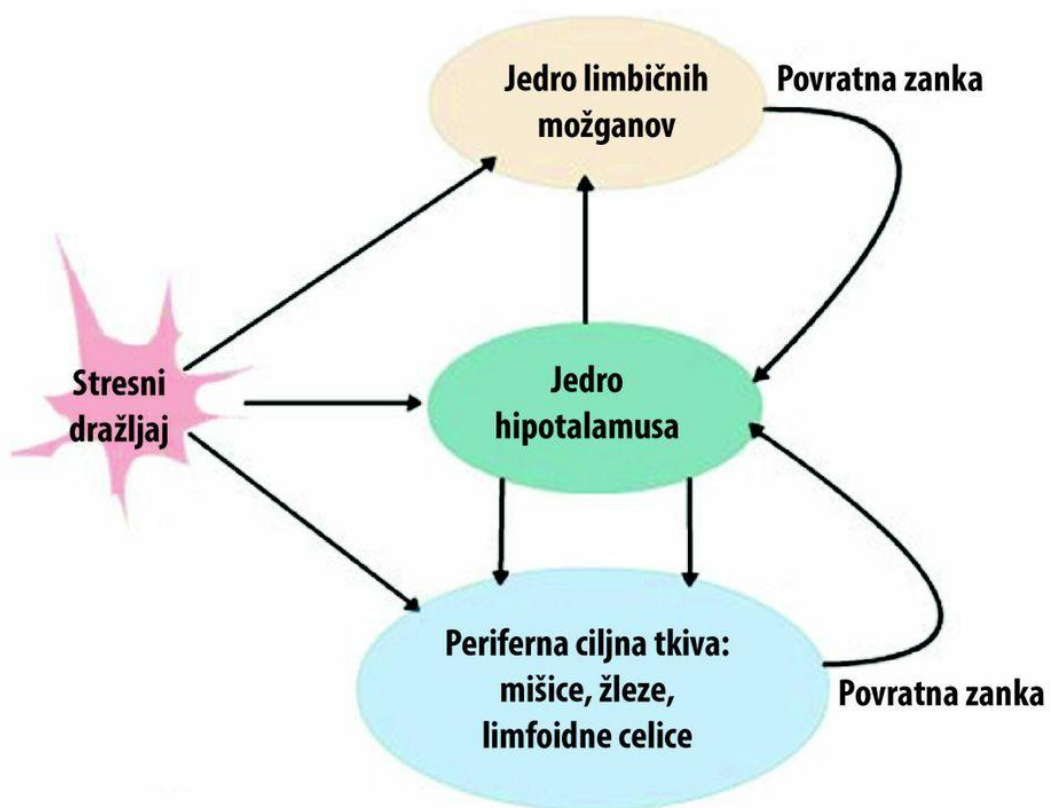 Jedro limbičnih
možganov
Povratna zanka
Stresni
dražljaj
Jedro
hipotalamusa
Periferna ciljna tkiva:
mišice, žleze,
limfoidne celice
Povratna zanka